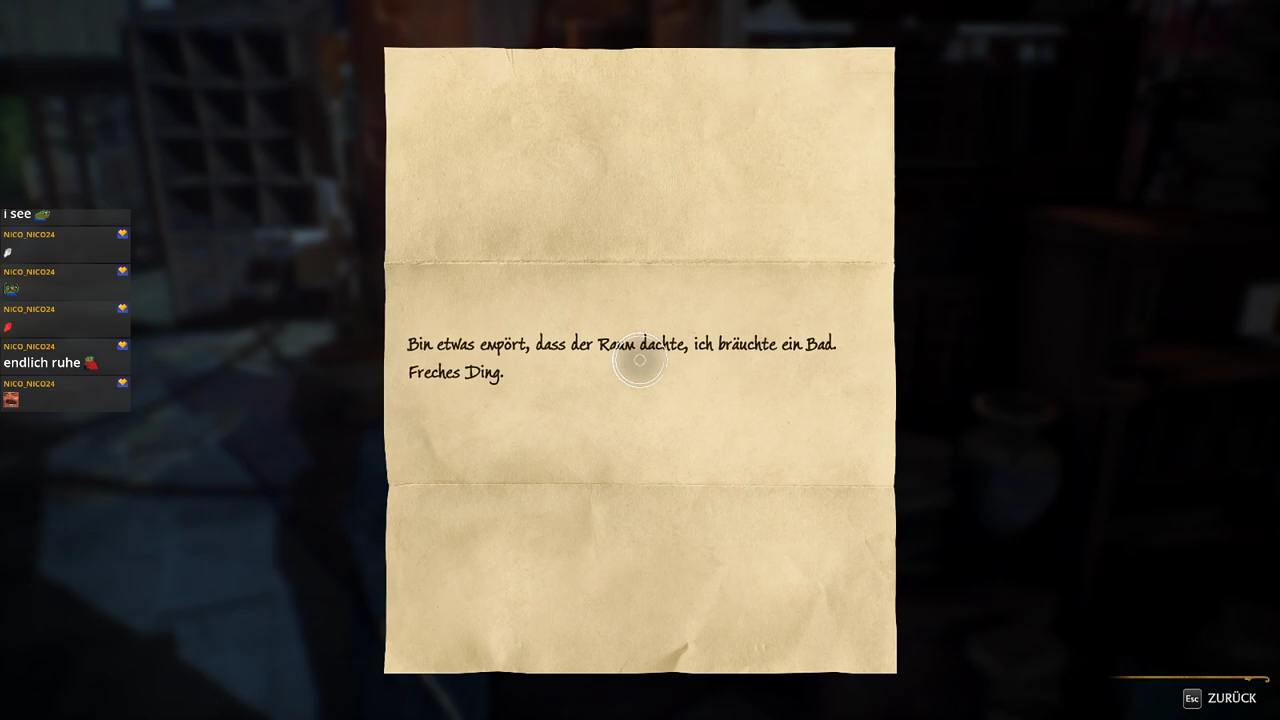 i see
NICO_NICO24
NICO_NICO24
NICO_NICO24
NICO_NICO24
endlich ruhe
NICO_NICO24
Bin etwas empört, dass der Raum dachte, ich bräuchte ein Bad.
Freches Ding.
Esc ZURÜCK